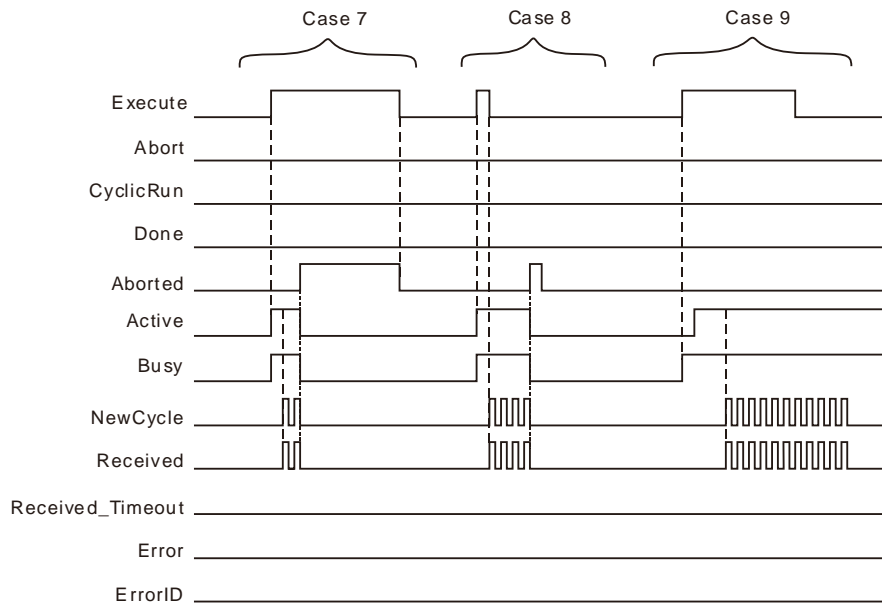 Case 7
Case 8
Case 9
Execute
Abort
CyclicRun
Done
Aborted
Active
Busy
NewCycle
Received
Received_Timeout
Error
ErrorID